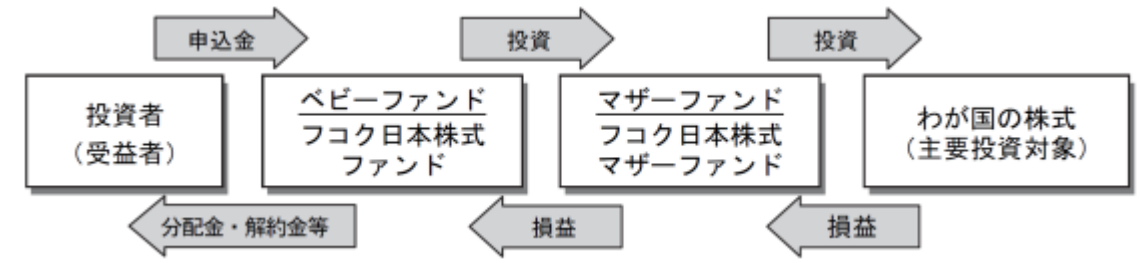 申込金
投資
投資
投資者
（受益者）
ベビーファンド
フコク日本株式
ファンド
マザーファンド
フコク日本株式
マザーファンド
わが国の株式
（主要投資対象）
分配金・解約金等
損益
損益